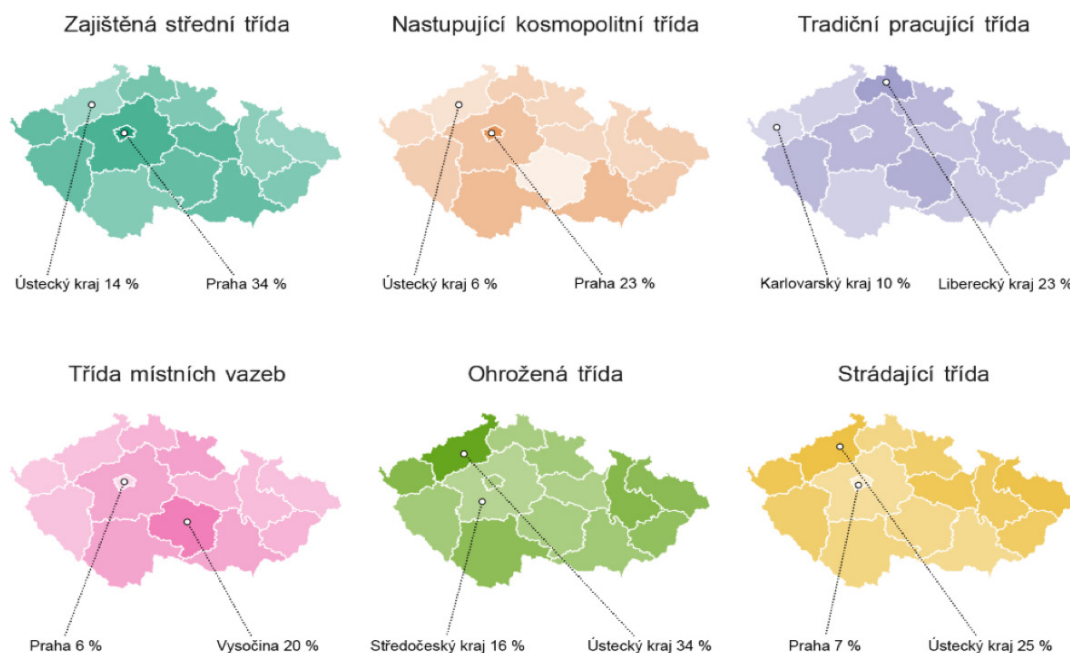 Zajištěná střední třída
Nastupující kosmopolitní třída
Tradiční pracující třída
Ústecký kraj 14 %
Praha 34 %
Ústecký kraj 6 %
Praha 23 %
Karlovarský kraj 10 %
Liberecký kraj 23 %
Třída místních vazeb
Ohrožená třída
Strádající třída
Praha 6 %
Vysočina 20 %
Středočeský kraj 16 %
Ústecký kraj 34 %
Praha 7 %
Ústecký kraj 25 %